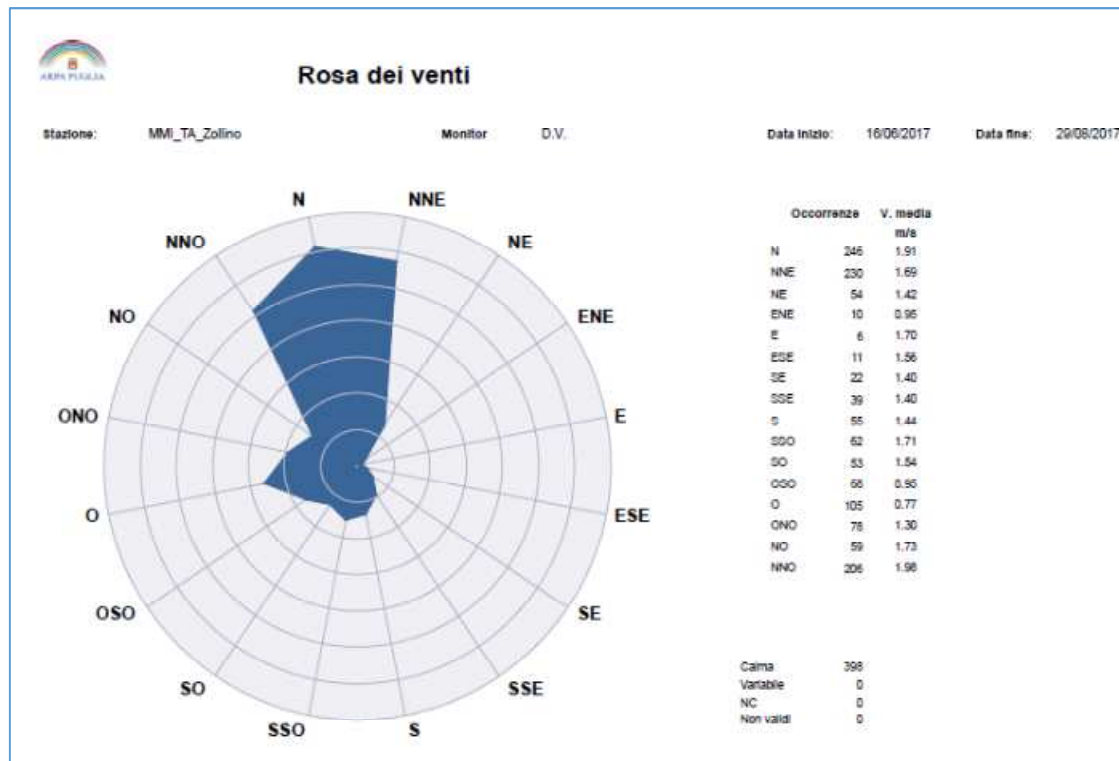 ARPA PUGLIA
Rosa dei venti
Stazione: MMI_TA_Zollino Monitor D.V. Data Inizio: 16/06/2017 Data fine: 29/08/2017
N
NNE
NNO
NE
NO
ENE
ONO
E
O
ESE
OSO
SE
SO
SSE
SSO
S
Occorrenze V. media
m/s
N 246 1.91
NNE 230 1.69
NE 54 1.42
ENE 10 0.95
E 6 1.70
ESE 11 1.56
SE 22 1.40
SSE 39 1.40
S 55 1.44
SSO 62 1.71
SO 53 1.54
OSO 0.95
O 105 0.77
ONO 78 1.30
NO 59 1.73
NNO 206 1.98
Calma 398
Variabile 0
NC 0
Non validi 0